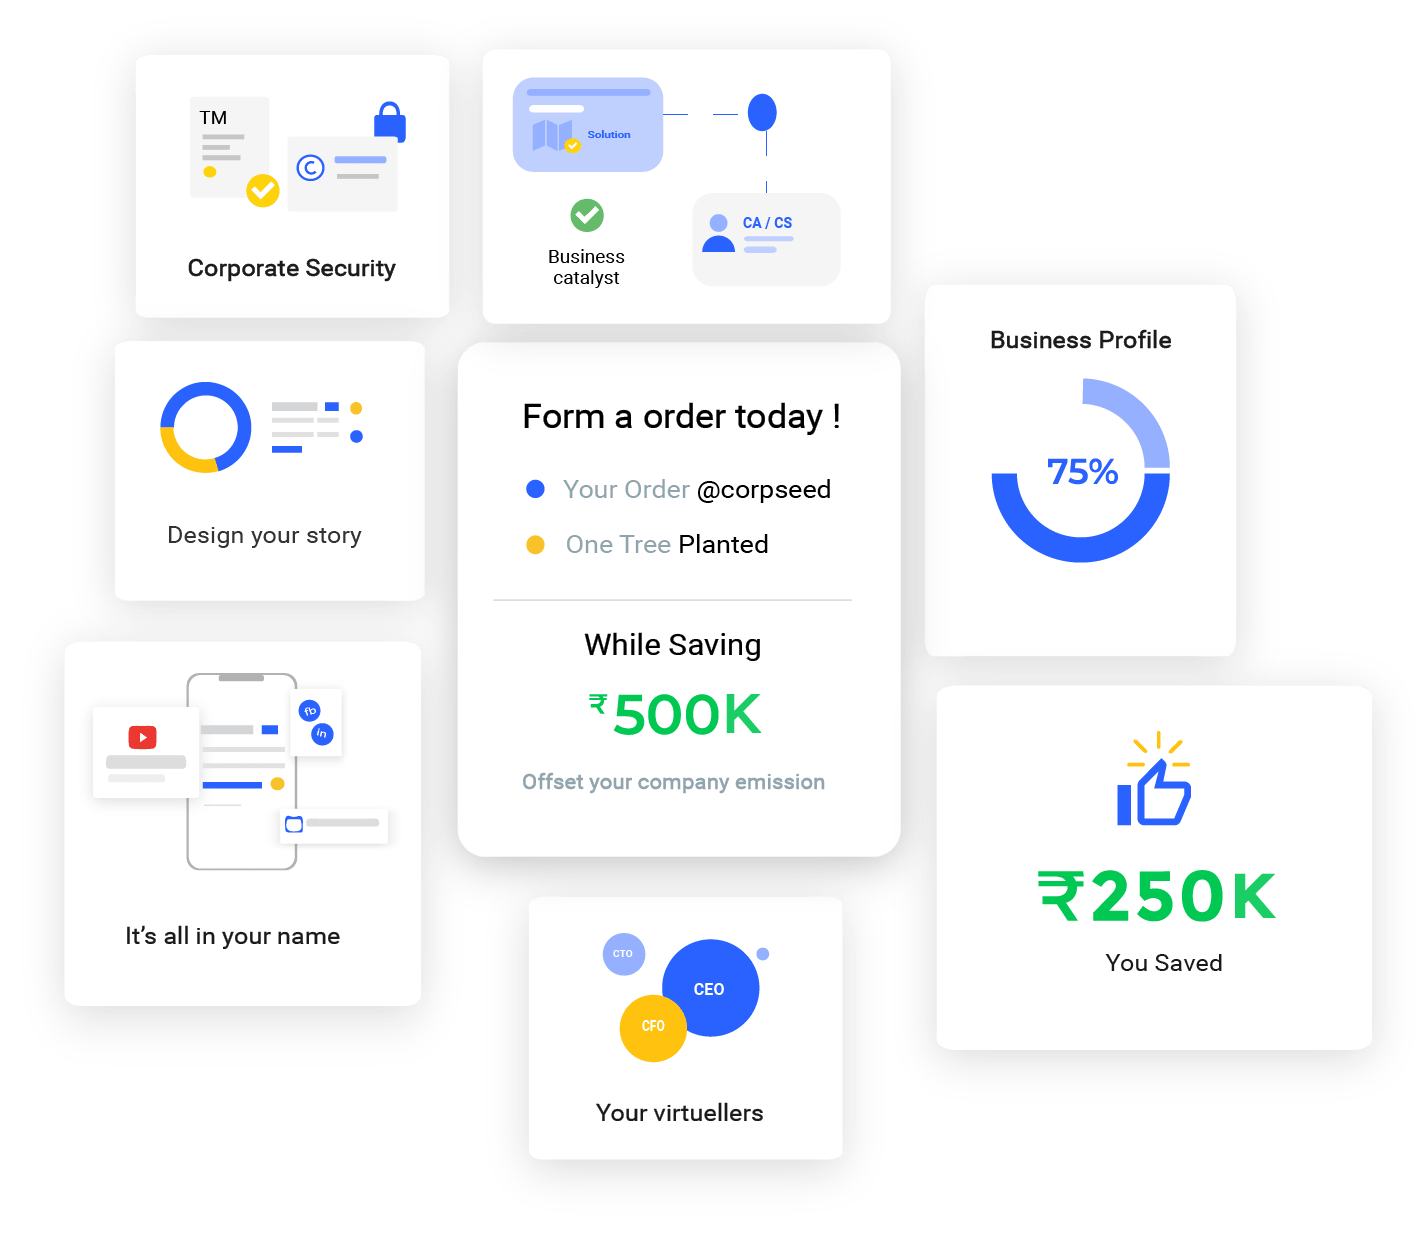 TM
©
Corporate Security
Solution
CA / CS
Business
catalyst
Design your story
Form a order today !
Your Order @corpseed
One Tree Planted
While Saving
₹500K
Offset your company emission
Business Profile
75%
fb
in
It's all in your name
₹250K
You Saved
CTO
CEO
CFO
Your virtuellers